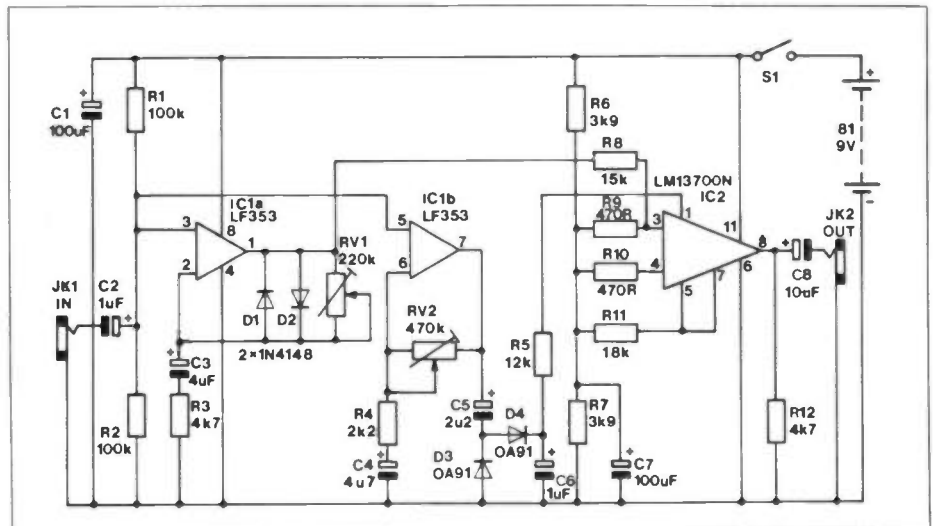 C1
100uF
R1
100k
R6
3k9
S1
+
81
9V
-
R8
15k
LM13700N
IC2
IC1a
LF353
IC1b
LF353
R9
470R
R10
470R
R11
18k
RV1
220k
RV2
470k
JK1
IN
C2
1uF
D1
D2
2×1N4148
C3
4uF
R3
4k7
R2
100k
R4
2k2
C4
4u7
C5
2u2
D3
OA91
D4
OA91
R5
12k
C6
1uF
R7
3k9
C7
100uF
R12
4k7
C8
10uF
JK2
OUT
3
2
8
4
1
5
6
7
3
4
1
5
7
11
6
8